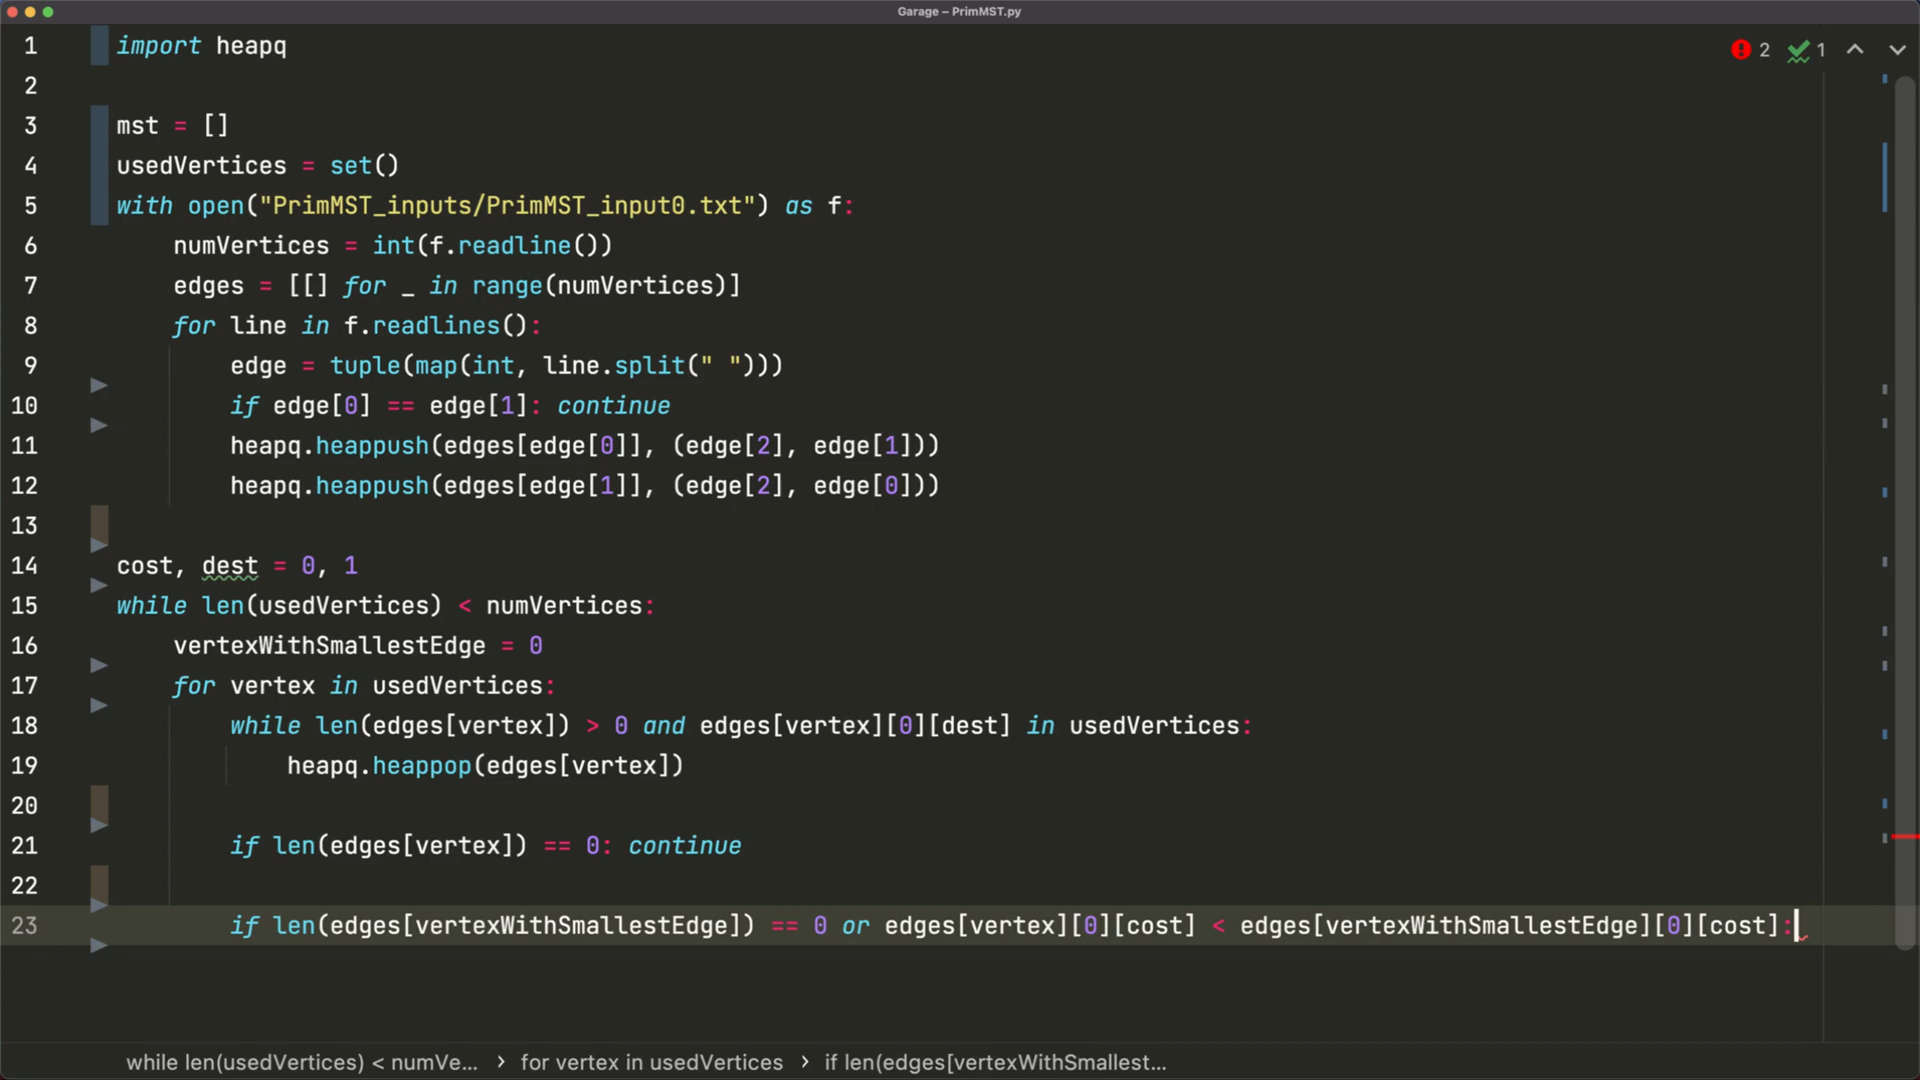 Garage – PrimMST.py
2 1
1 import heapq
2
3 mst = []
4 usedVertices = set()
5 with open("PrimMST_inputs/PrimMST_input0.txt") as f:
6     numVertices = int(f.readline())
7     edges = [[] for _ in range(numVertices)]
8     for line in f.readlines():
9         edge = tuple(map(int, line.split(" ")))
10         if edge[0] == edge[1]: continue
11         heapq.heappush(edges[edge[0]], (edge[2], edge[1]))
12         heapq.heappush(edges[edge[1]], (edge[2], edge[0]))
13
14 cost, dest = 0, 1
15 while len(usedVertices) < numVertices:
16     vertexWithSmallestEdge = 0
17     for vertex in usedVertices:
18         while len(edges[vertex]) > 0 and edges[vertex][0][dest] in usedVertices:
19             heapq.heappop(edges[vertex])
20
21         if len(edges[vertex]) == 0: continue
22
23         if len(edges[vertexWithSmallestEdge]) == 0 or edges[vertex][0][cost] < edges[vertexWithSmallestEdge][0][cost]:
while len(usedVertices) < numVe... › for vertex in usedVertices › if len(edges[vertexWithSmallest...